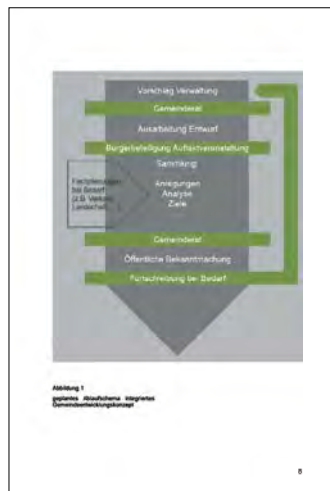 Vorschlag Verwaltung
Gemeinderat
Ausarbeitung Entwurf
Bürgerbeteiligung Auftaktveranstaltung
Sammlung
Anregungen
Analyse
Ziele
Fachplanungen
bei Bedarf
(z.B. Verkehr,
Landschaft...)
Gemeinderat
Öffentliche Bekanntmachung
Fortschreibung bei Bedarf
Abbildung 1
geplantes Ablaufschema integriertes
Gemeindeentwicklungskonzept